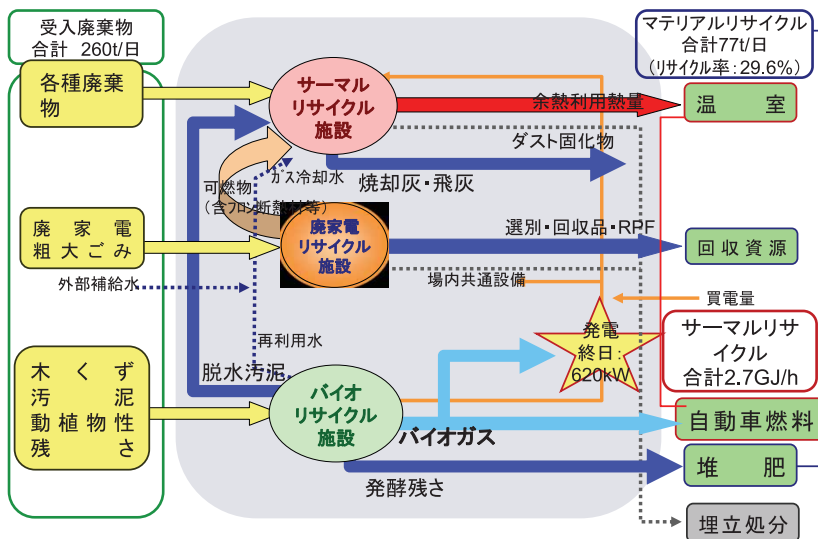 受入廃棄物
合計 260t/日
各種廃棄
物
廃家電
粗大ごみ
外部補給水
木くず
汚泥
動植物性
残さ
サーマル
リサイクル
施設
可燃物
(含フロン断熱材等)
ガス冷却水
廃家電
リサイクル
施設
再利用水
脱水汚泥
バイオ
リサイクル
施設
余熱利用熱量
ダスト固化物
焼却灰・飛灰
選別・回収品・RPF
場内共通設備
買電量
発電
終日:
620kW
バイオガス
発酵残さ
マテリアルリサイクル
合計77t/日
(リサイクル率:29.6%)
温室
回収資源
サーマルリサ
イクル
合計2.7GJ/h
自動車燃料
堆肥
埋立処分